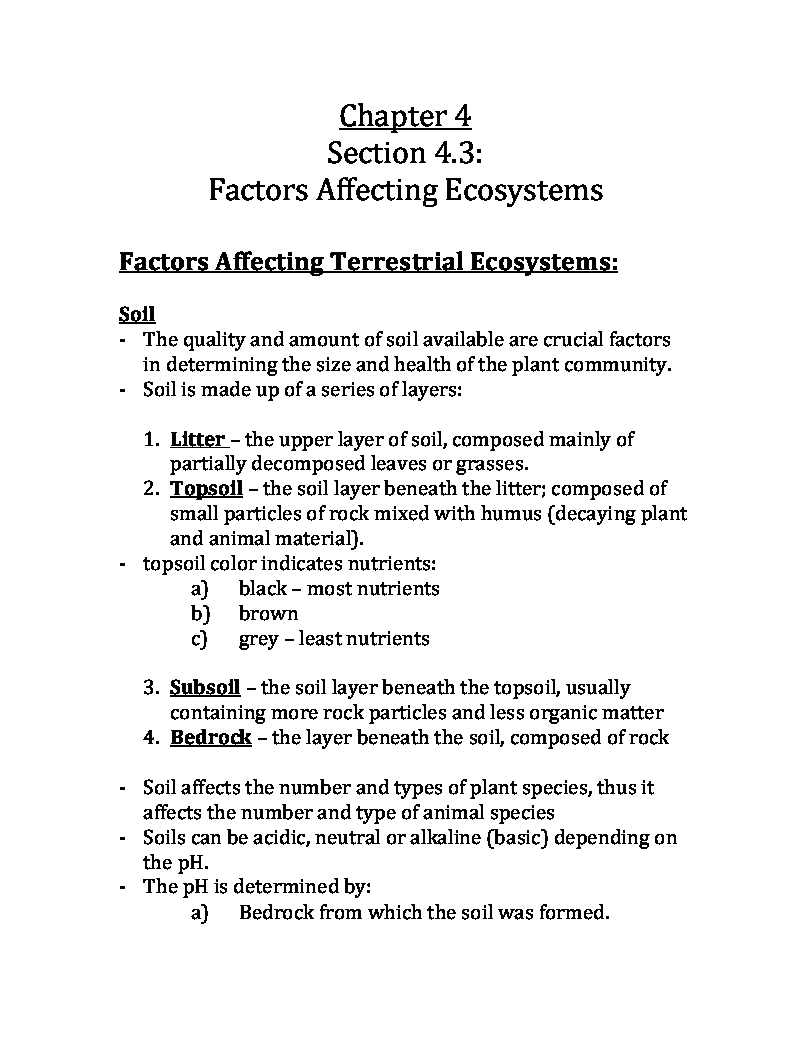 Chapter 4
Section 4.3:
Factors Affecting Ecosystems
Factors Affecting Terrestrial Ecosystems:
Soil
- The quality and amount of soil available are crucial factors
in determining the size and health of the plant community.
- Soil is made up of a series of layers:
1. Litter – the upper layer of soil, composed mainly of
partially decomposed leaves or grasses.
2. Topsoil – the soil layer beneath the litter; composed of
small particles of rock mixed with humus (decaying plant
and animal material).
- topsoil color indicates nutrients:
a) black – most nutrients
b) brown
c) grey – least nutrients
3. Subsoil – the soil layer beneath the topsoil, usually
containing more rock particles and less organic matter
4. Bedrock – the layer beneath the soil, composed of rock
- Soil affects the number and types of plant species, thus it
affects the number and type of animal species
- Soils can be acidic, neutral or alkaline (basic) depending on
the pH.
- The pH is determined by:
a) Bedrock from which the soil was formed.